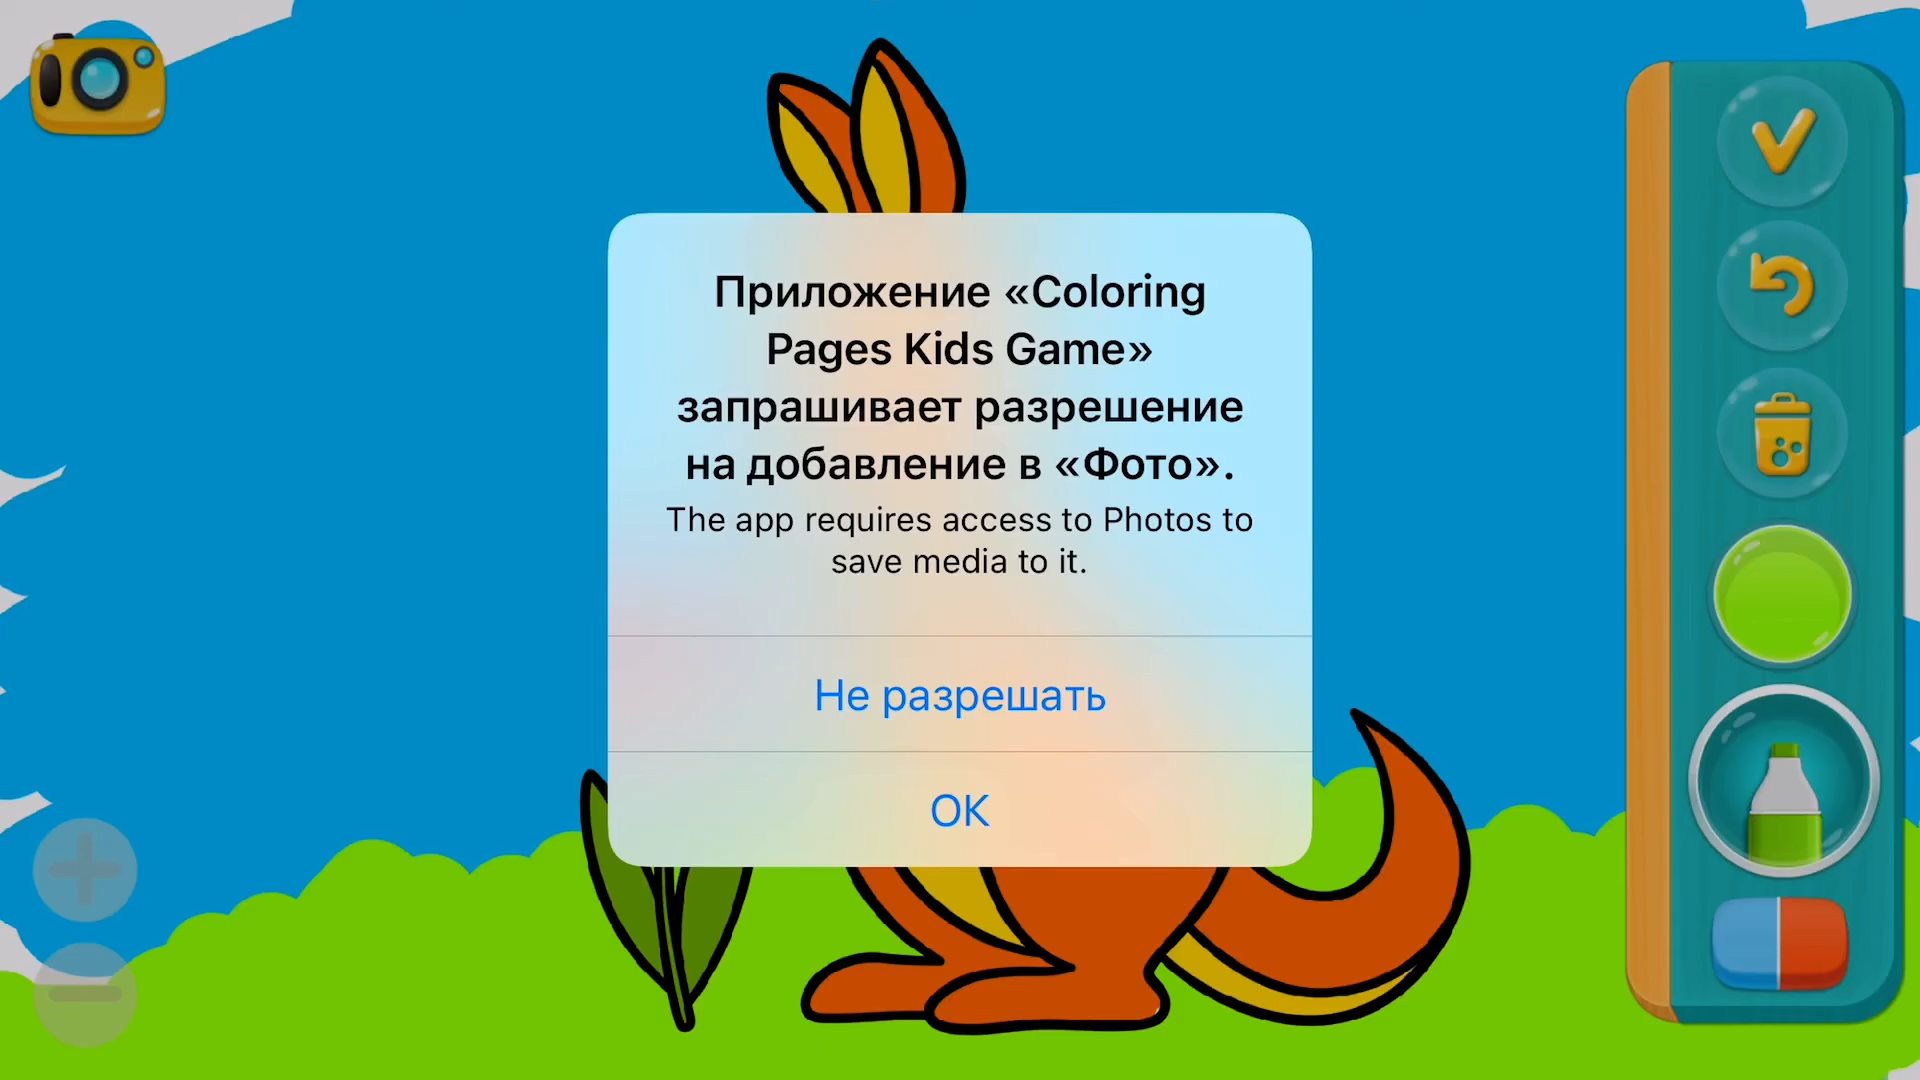 Приложение «Coloring
Pages Kids Game»
запрашивает разрешение
на добавление в «Фото».
The app requires access to Photos to
save media to it.
Не разрешать
ОК